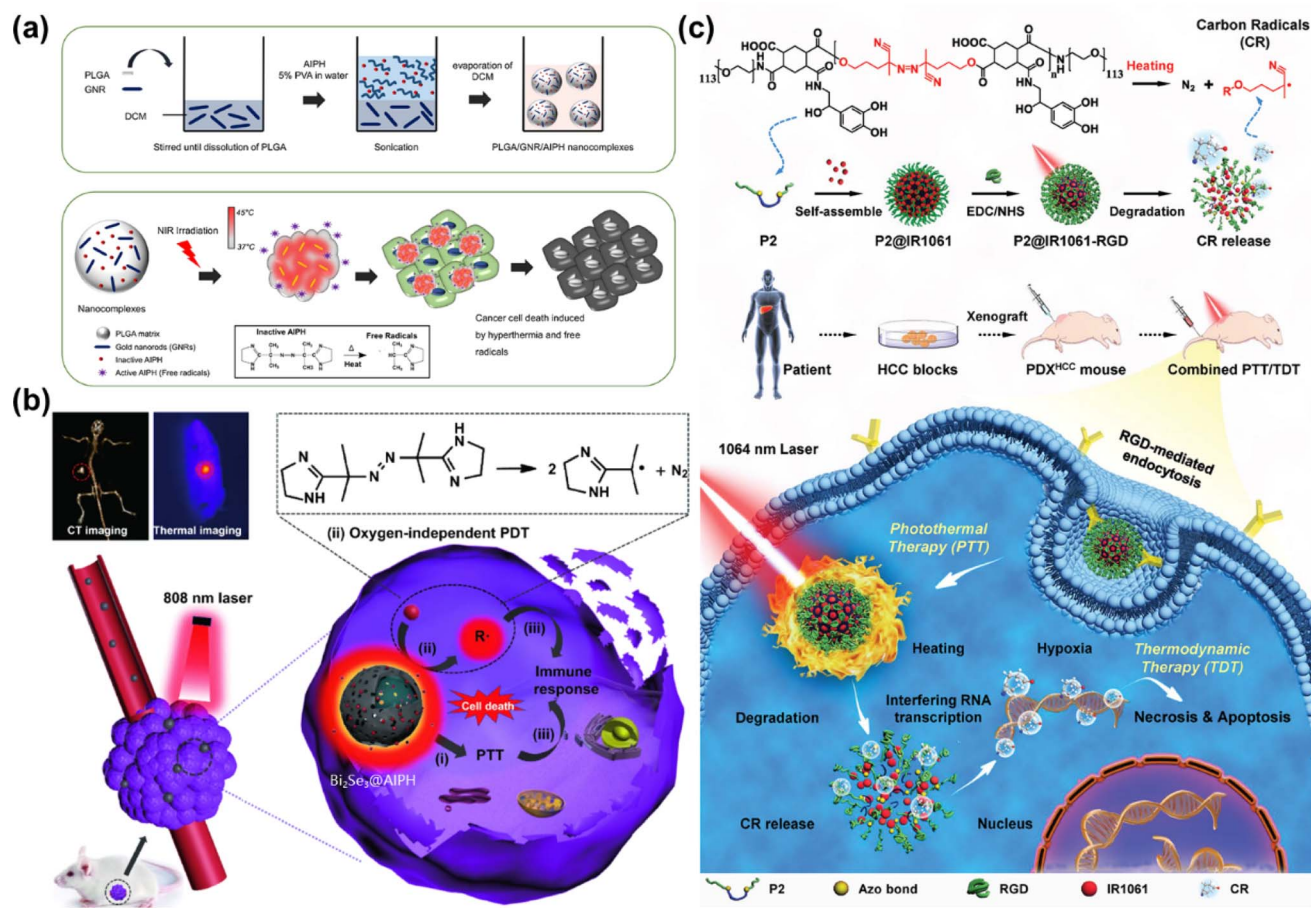 (a)
PLGA
GNR
DCM
Stirred until dissolution of PLGA
AIPH
5% PVA in water
Sonication
evaporation of
DCM
PLGA/GNR/AIPH nanocomplexes
NIR Irradiation
45°C
37°C
Nanocomplexes
PLGA matrix
Gold nanorods (GNRs)
Inactive AIPH
Active AIPH (Free radicals)
Inactive AIPH
Free Radicals
Δ
Heat
Cancer cell death induced
by hyperthermia and free
radicals
(b)
CT imaging
Thermal imaging
2
+ N2
(ii) Oxygen-independent PDT
808 nm laser
R·
(ii)
(iii)
Immune
response
Cell death
(iii)
(i)
PTT
Bi2Se3@AIPH
(c)
Carbon Radicals
(CR)
Heating
N2 +
P2
Self-assemble
P2@IR1061
EDC/NHS
P2@IR1061-RGD
Degradation
CR release
Patient
HCC blocks
Xenograft
PDXHCC mouse
Combined PTT/TDT
1064 nm Laser
RGD-mediated
endocytosis
Photothermal
Therapy (PTT)
Heating
Hypoxia
Thermodynamic
Therapy (TDT)
Degradation
Interfering RNA
transcription
Necrosis & Apoptosis
CR release
Nucleus
P2
Azo bond
RGD
IR1061
CR